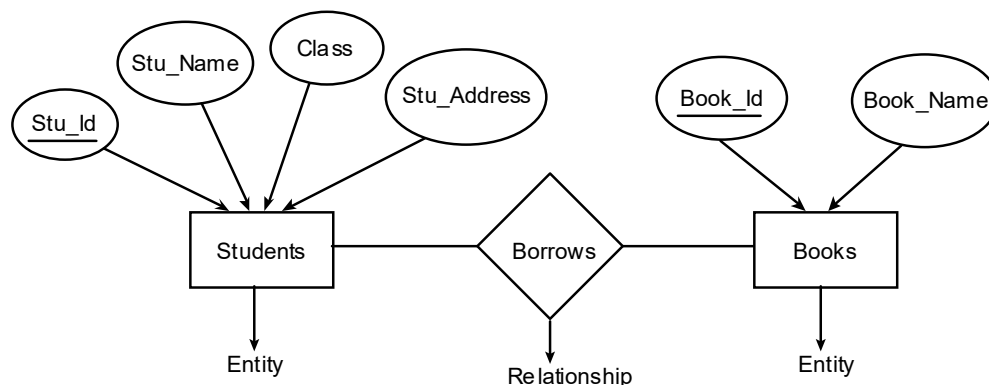 Class
Stu_Name
Stu_Address
Stu_Id
Book_Id
Book_Name
Students
Borrows
Books
Entity
Relationship
Entity